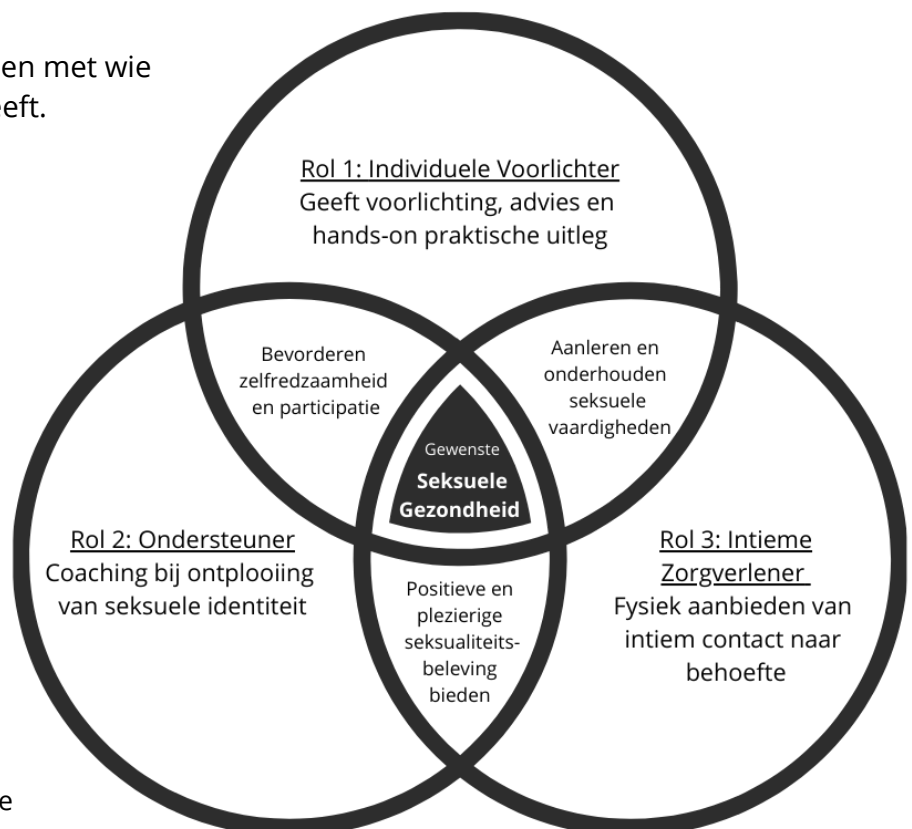 en met wie
eeft.
Rol 1: Individuele Voorlichter
Geeft voorlichting, advies en
hands-on praktische uitleg
Bevorderen
zelfredzaamheid
en participatie
Aanleren en
onderhouden
seksuele
vaardigheden
Gewenste
Seksuele
Gezondheid
Rol 2: Ondersteuner
Coaching bij ontplooiing
van seksuele identiteit
Rol 3: Intieme
Zorgverlener
Fysiek aanbieden van
intiem contact naar
behoefte
Positieve en
plezierige
seksualiteits-
beleving
bieden
e